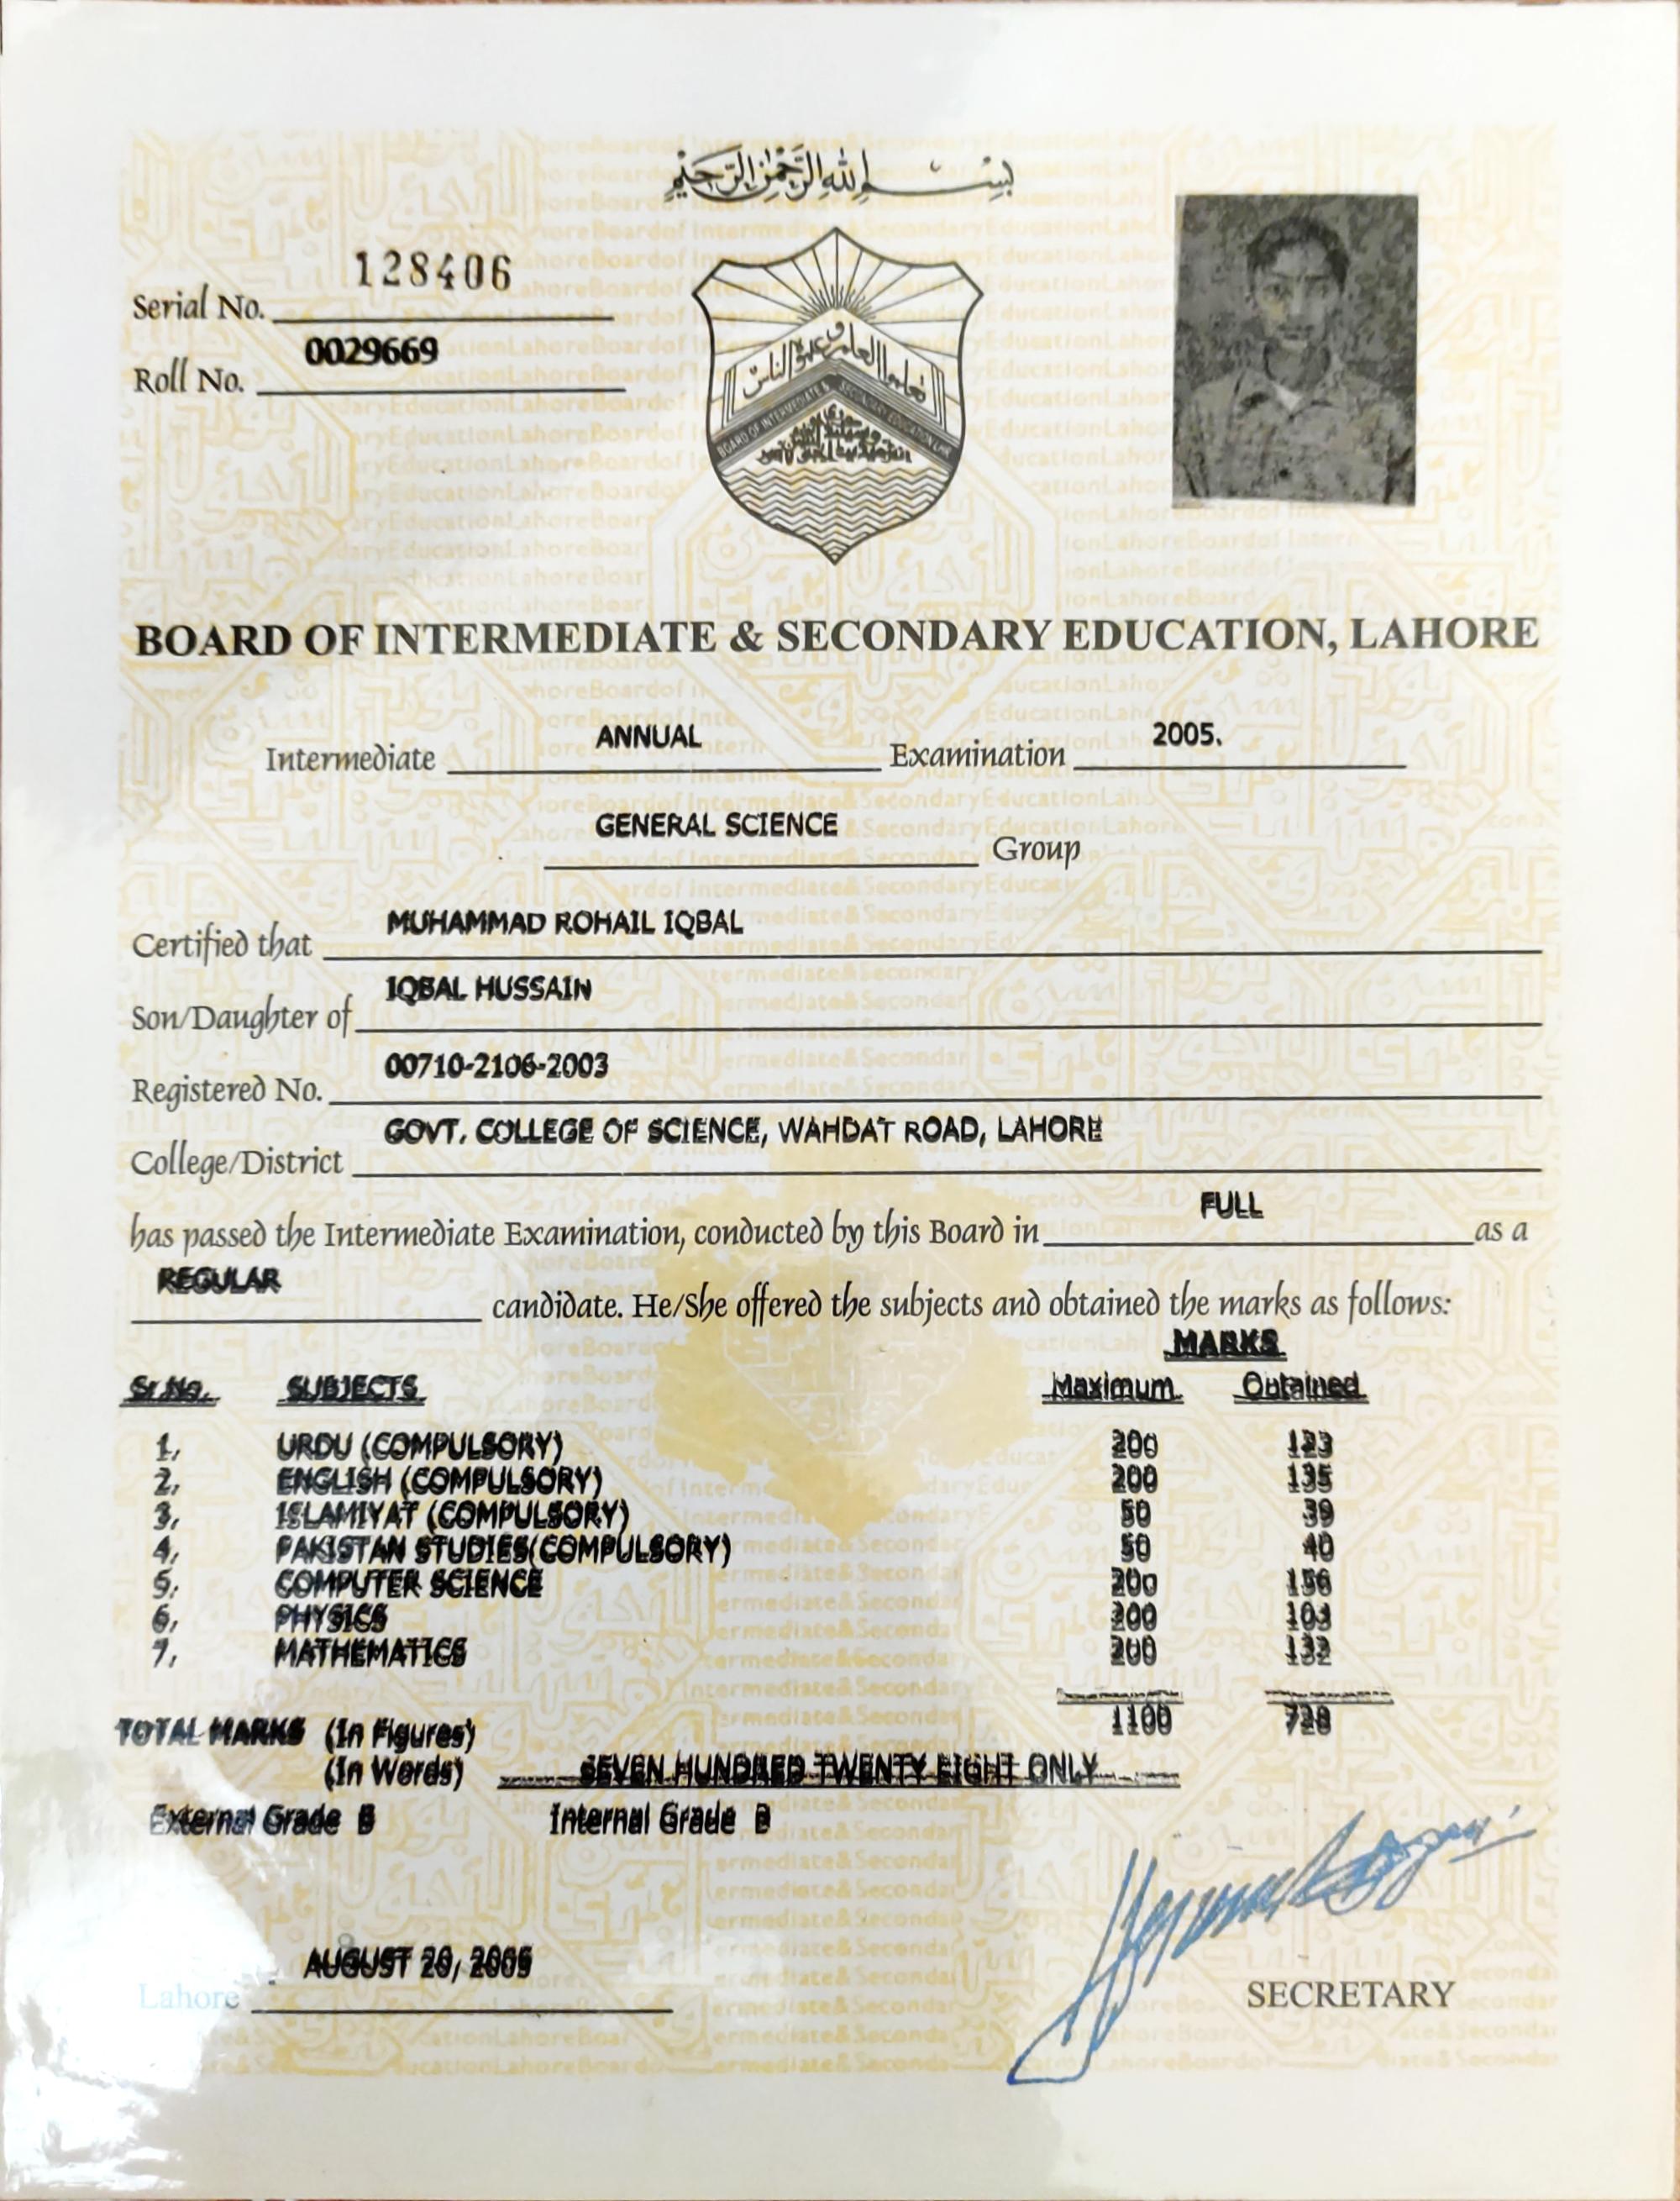 بسم اللہ الرحمٰن الرحیم
Serial No. 128406
Roll No. 0029669
BOARD OF INTERMEDIATE & SECONDARY EDUCATION LHR
BOARD OF INTERMEDIATE & SECONDARY EDUCATION, LAHORE
Intermediate ANNUAL Examination 2005.
GENERAL SCIENCE Group
Certified that MUHAMMAD ROHAIL IQBAL
Son/Daughter of IQBAL HUSSAIN
Registered No. 00710-2106-2003
College/District GOVT. COLLEGE OF SCIENCE, WAHDAT ROAD, LAHORE
has passed the Intermediate Examination, conducted by this Board in FULL as a
REGULAR candidate. He/She offered the subjects and obtained the marks as follows:
MARKS
Sr.No. SUBJECTS Maximum Obtained
1. URDU (COMPULSORY) 200 123
2. ENGLISH (COMPULSORY) 200 135
3. ISLAMIYAT (COMPULSORY) 50 39
4. PAKISTAN STUDIES(COMPULSORY) 50 40
5. COMPUTER SCIENCE 200 156
6. PHYSICS 200 103
7. MATHEMATICS 200 132
TOTAL MARKS (In Figures) 1100 728
(In Words) SEVEN HUNDRED TWENTY EIGHT ONLY
External Grade B Internal Grade
Lahore AUGUST 20, 2005
SECRETARY